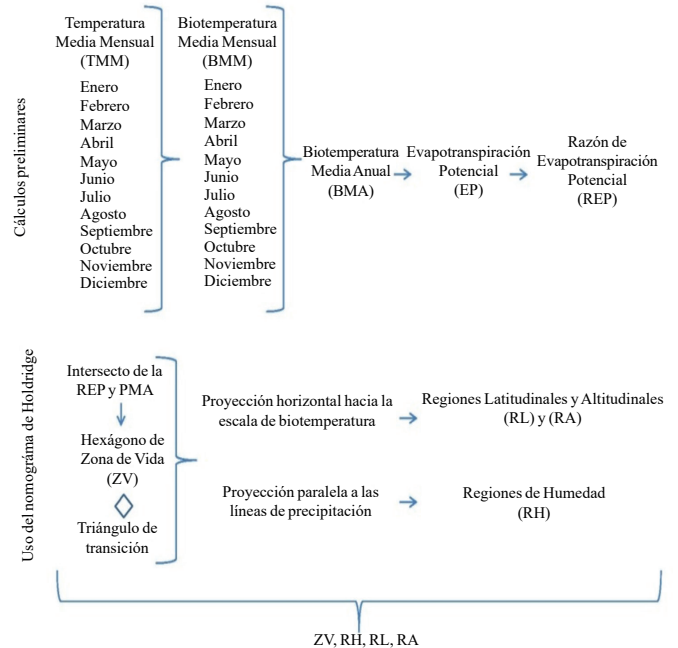 Cálculos preliminares
Temperatura
Media Mensual
(TMM)
Enero
Febrero
Marzo
Abril
Mayo
Junio
Julio
Agosto
Septiembre
Octubre
Noviembre
Diciembre
Biotemperatura
Media Mensual
(BMM)
Enero
Febrero
Marzo
Abril
Mayo
Junio
Julio
Agosto
Septiembre
Octubre
Noviembre
Diciembre
Biotemperatura
Media Anual
(BMA)
Evapotranspiración
Potencial
(EP)
Razón de
Evapotranspiración
Potencial
(REP)
Uso del nomográma de Holdridge
Intersecto de la
REP y PMA
Hexágono de
Zona de Vida
(ZV)
Triángulo de
transición
Proyección horizontal hacia la
escala de biotemperatura
Regiones Latitudinales y Altitudinales
(RL) y (RA)
Proyección paralela a las
líneas de precipitación
Regiones de Humedad
(RH)
ZV, RH, RL, RA